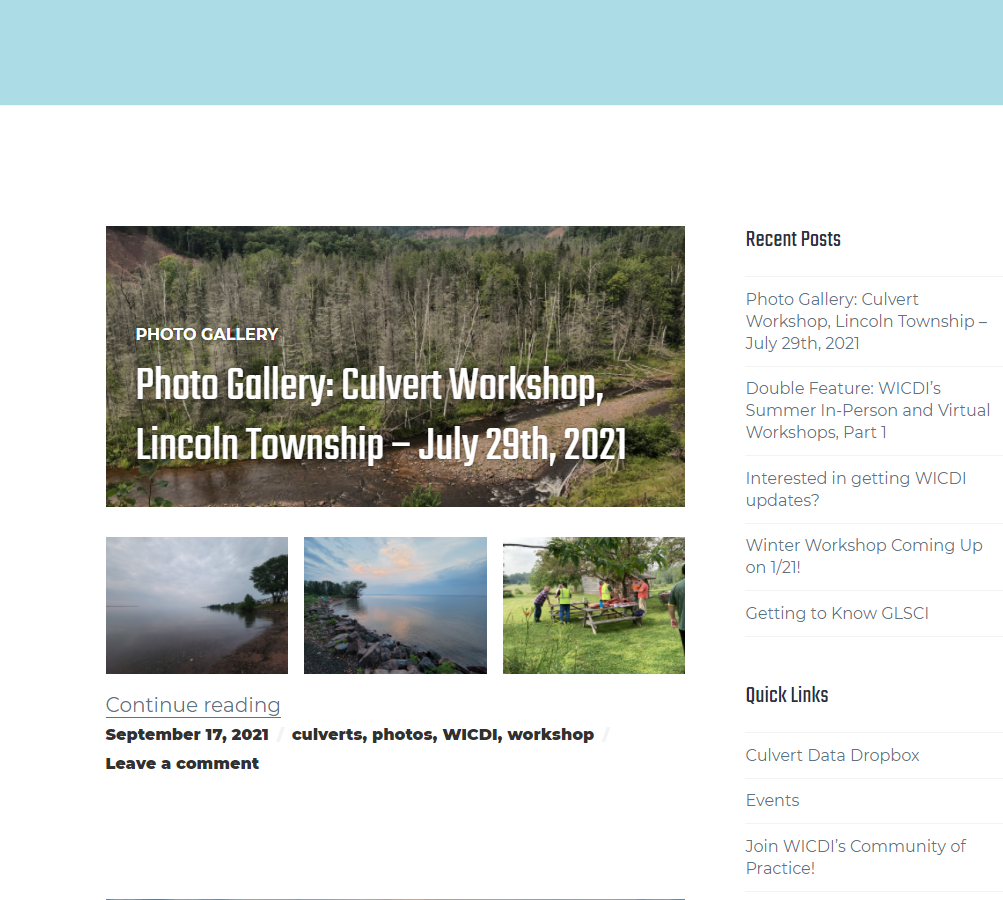 PHOTO GALLERY
Photo Gallery: Culvert Workshop,
Lincoln Township – July 29th, 2021
Continue reading
September 17, 2021 / culverts, photos, WICDI, workshop /
Leave a comment
Recent Posts
Photo Gallery: Culvert
Workshop, Lincoln Township –
July 29th, 2021
Double Feature: WICDI’s
Summer In-Person and Virtual
Workshops, Part 1
Interested in getting WICDI
updates?
Winter Workshop Coming Up
on 1/21!
Getting to Know GLSCI
Quick Links
Culvert Data Dropbox
Events
Join WICDI’s Community of
Practice!